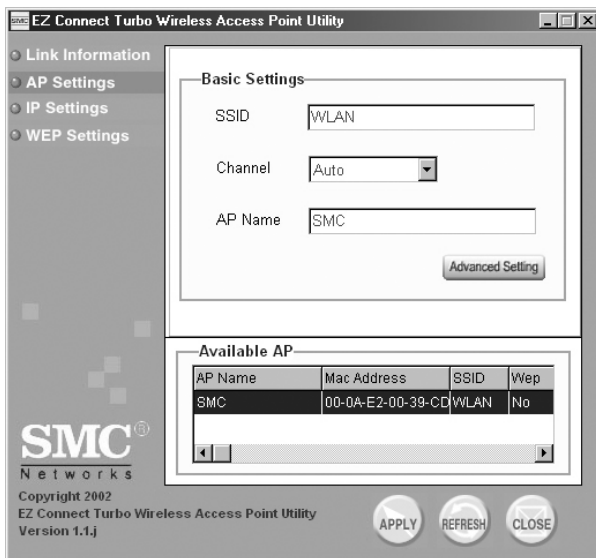 EZ Connect Turbo Wireless Access Point Utility
Link Information
AP Settings
IP Settings
WEP Settings
Basic Settings
SSID WLAN
Channel Auto
AP Name SMC
Advanced Setting
Available AP
AP Name Mac Address SSID Wep
SMC 00-0A-E2-00-39-CD WLAN No
SMC®
Networks
Copyright 2002
EZ Connect Turbo Wireless Access Point Utility
Version 1.1.j
APPLY REFRESH CLOSE